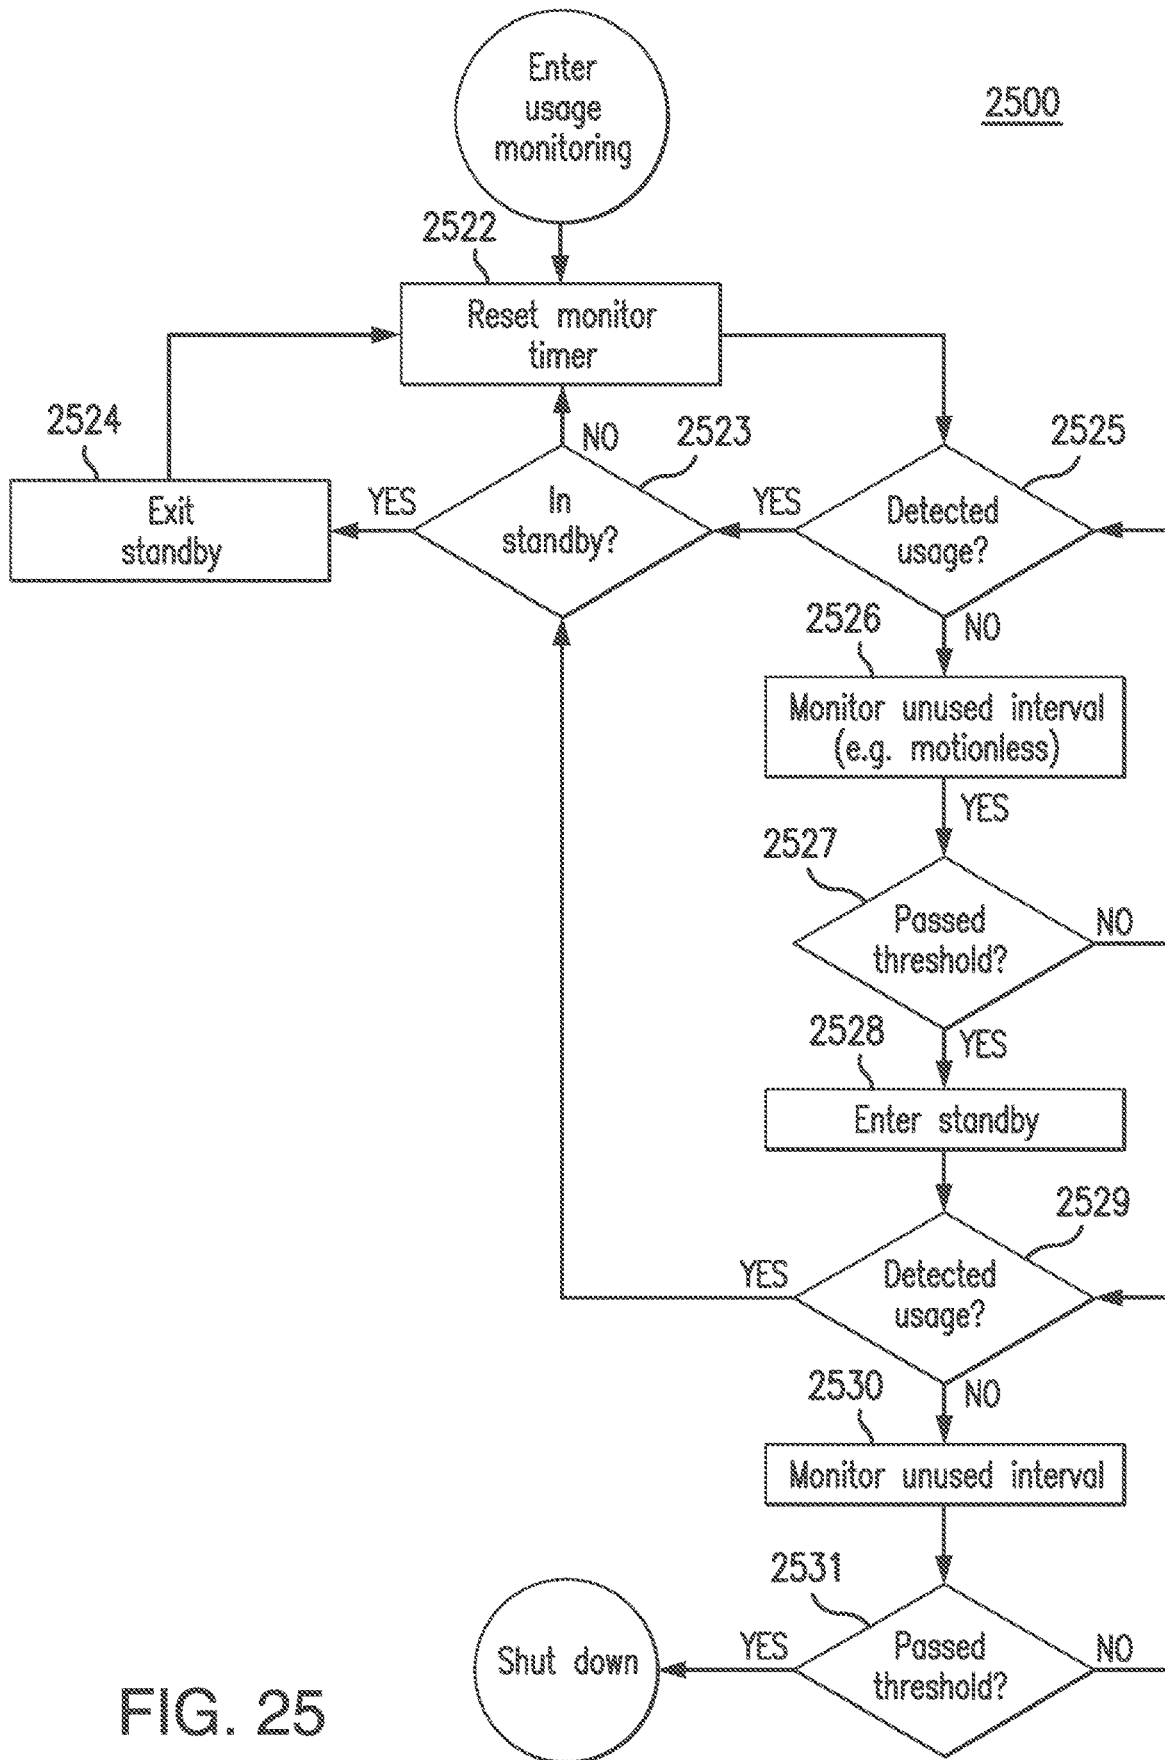 Enter
usage
monitoring
2500
2522
Reset monitor
timer
2524
Exit
standby
YES
NO
2523
In
standby?
YES
2525
Detected
usage?
NO
2526
Monitor unused interval
(e.g. motionless)
YES
2527
Passed
threshold?
NO
YES
2528
Enter standby
2529
Detected
usage?
YES
NO
2530
Monitor unused interval
2531
Passed
threshold?
YES
NO
Shut down
FIG. 25